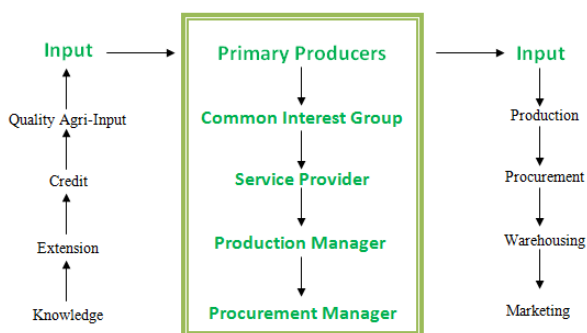 Input
Quality Agri-Input
Credit
Extension
Knowledge
Primary Producers
Common Interest Group
Service Provider
Production Manager
Procurement Manager
Input
Production
Procurement
Warehousing
Marketing